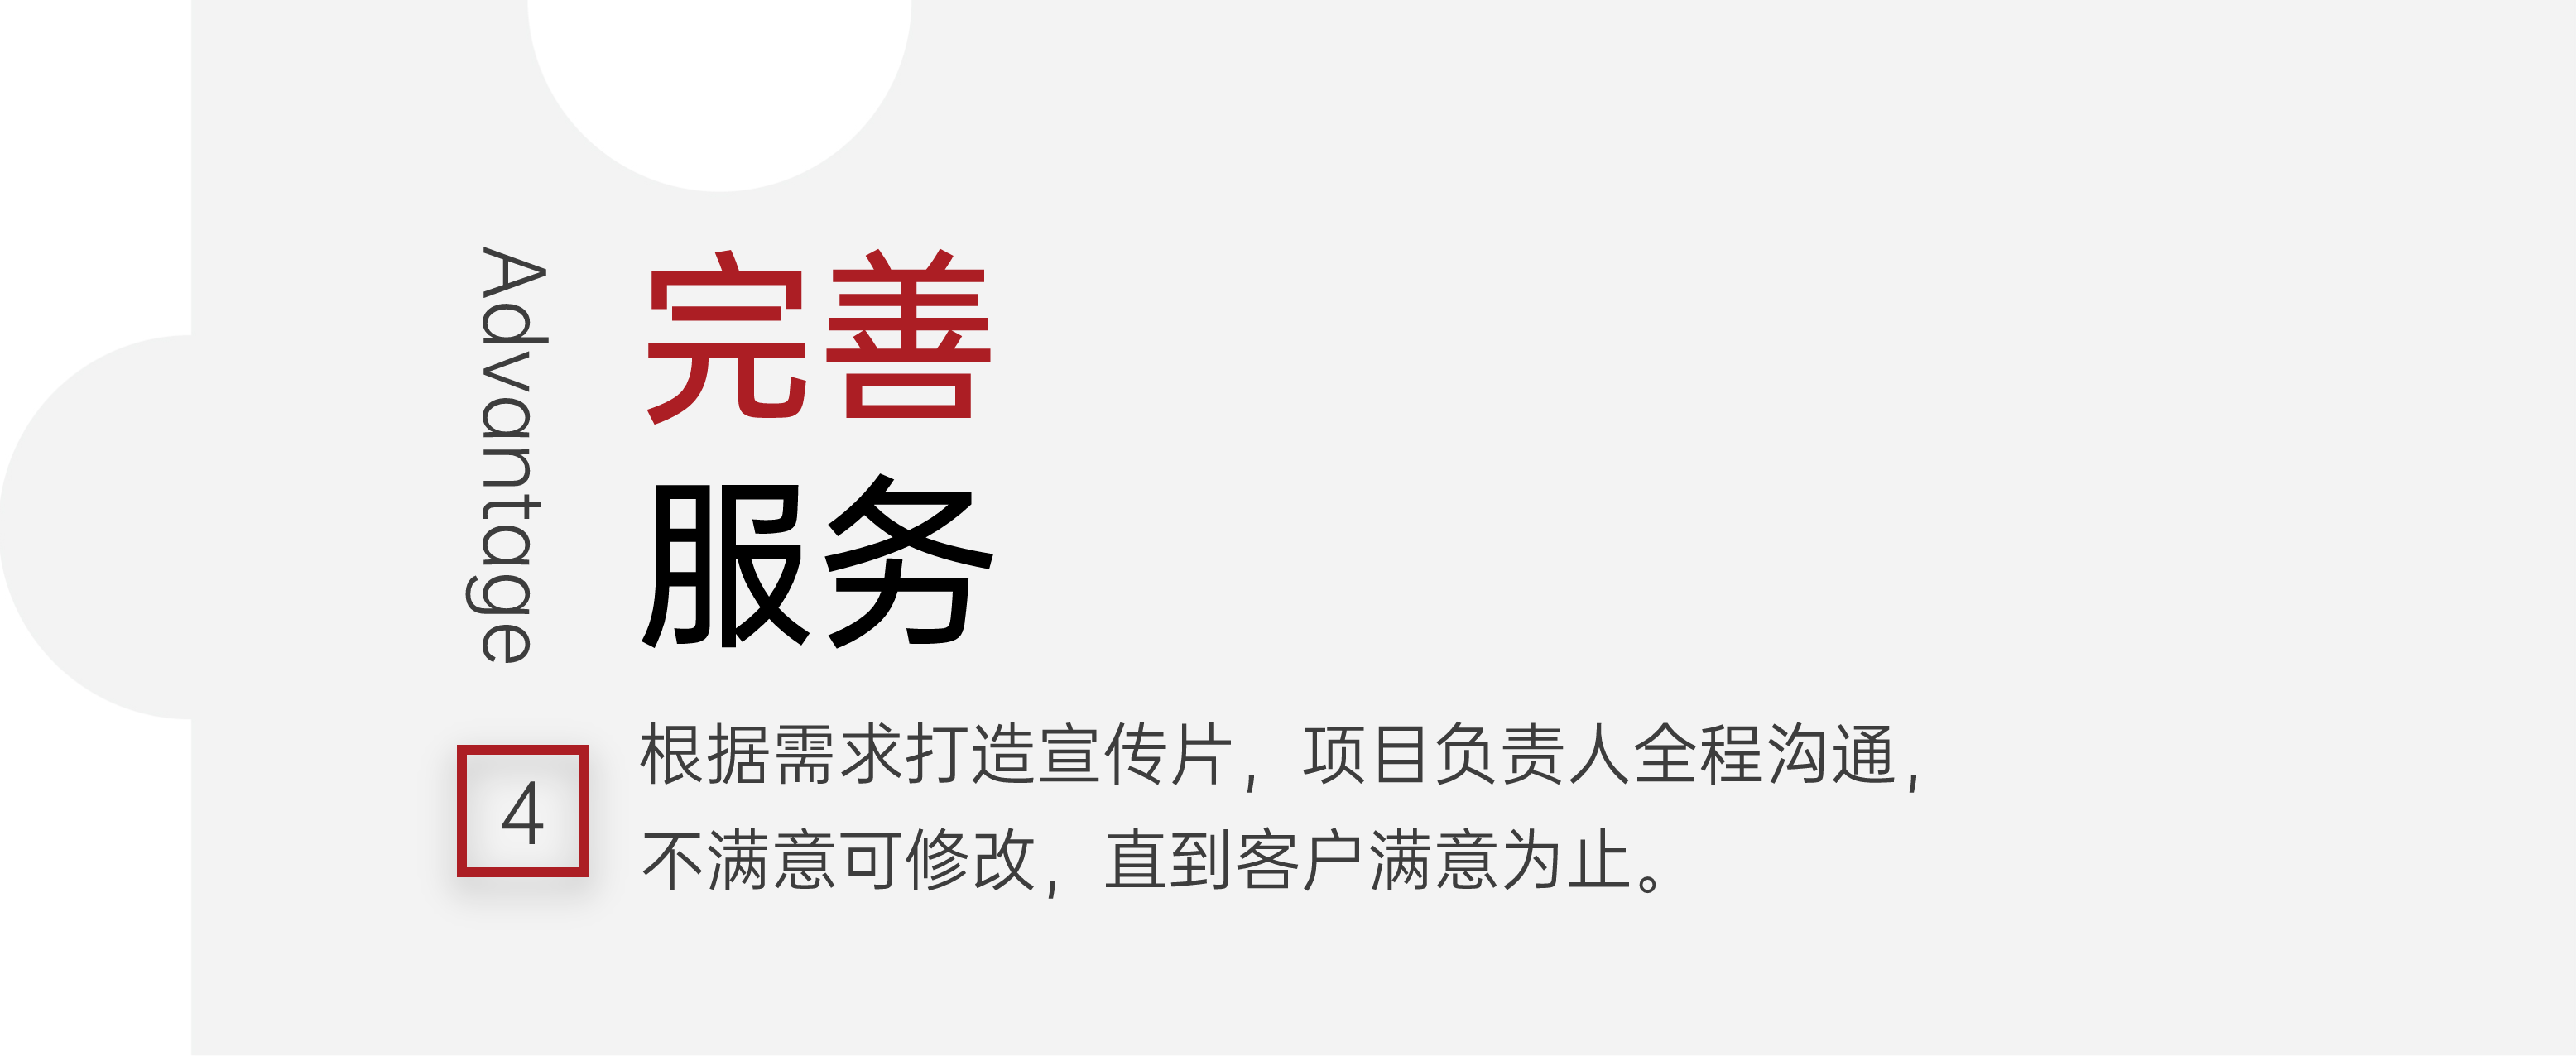 Advantage
完善
服务
4
根据需求打造宣传片，项目负责人全程沟通，
不满意可修改，直到客户满意为止。